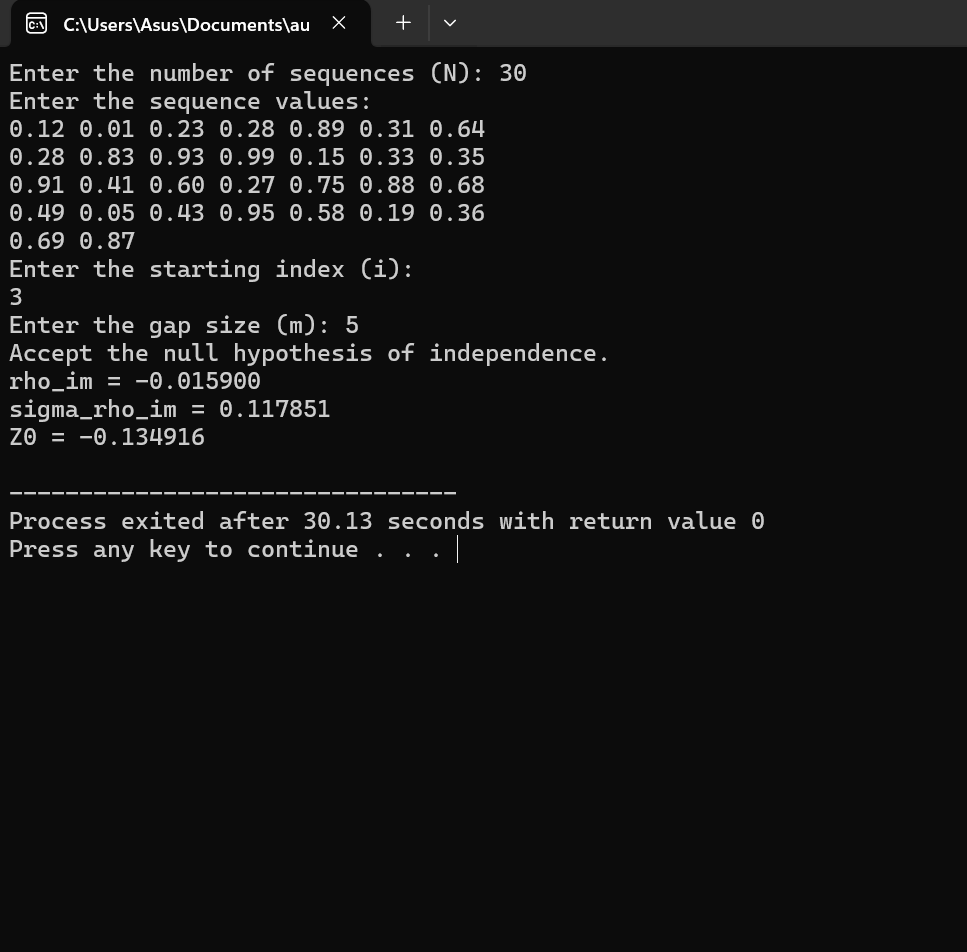 C:\Users\Asus\Documents\au
Enter the number of sequences (N): 30
Enter the sequence values:
0.12 0.01 0.23 0.28 0.89 0.31 0.64
0.28 0.83 0.93 0.99 0.15 0.33 0.35
0.91 0.41 0.60 0.27 0.75 0.88 0.68
0.49 0.05 0.43 0.95 0.58 0.19 0.36
0.69 0.87
Enter the starting index (i):
3
Enter the gap size (m): 5
Accept the null hypothesis of independence.
rho_im = -0.015900
sigma_rho_im = 0.117851
Z0 = -0.134916
--------------------------------
Process exited after 30.13 seconds with return value 0
Press any key to continue . . .